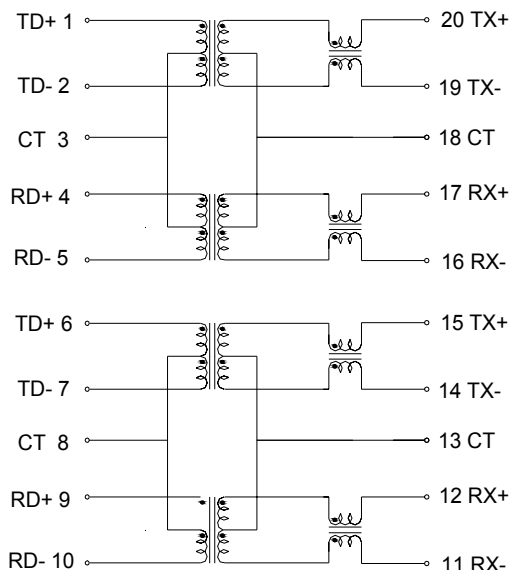 TD+ 1
20 TX+
TD- 2
19 TX-
CT 3
18 CT
RD+ 4
17 RX+
RD- 5
16 RX-
TD+ 6
15 TX+
TD- 7
14 TX-
CT 8
13 CT
RD+ 9
12 RX+
RD- 10
11 RX-